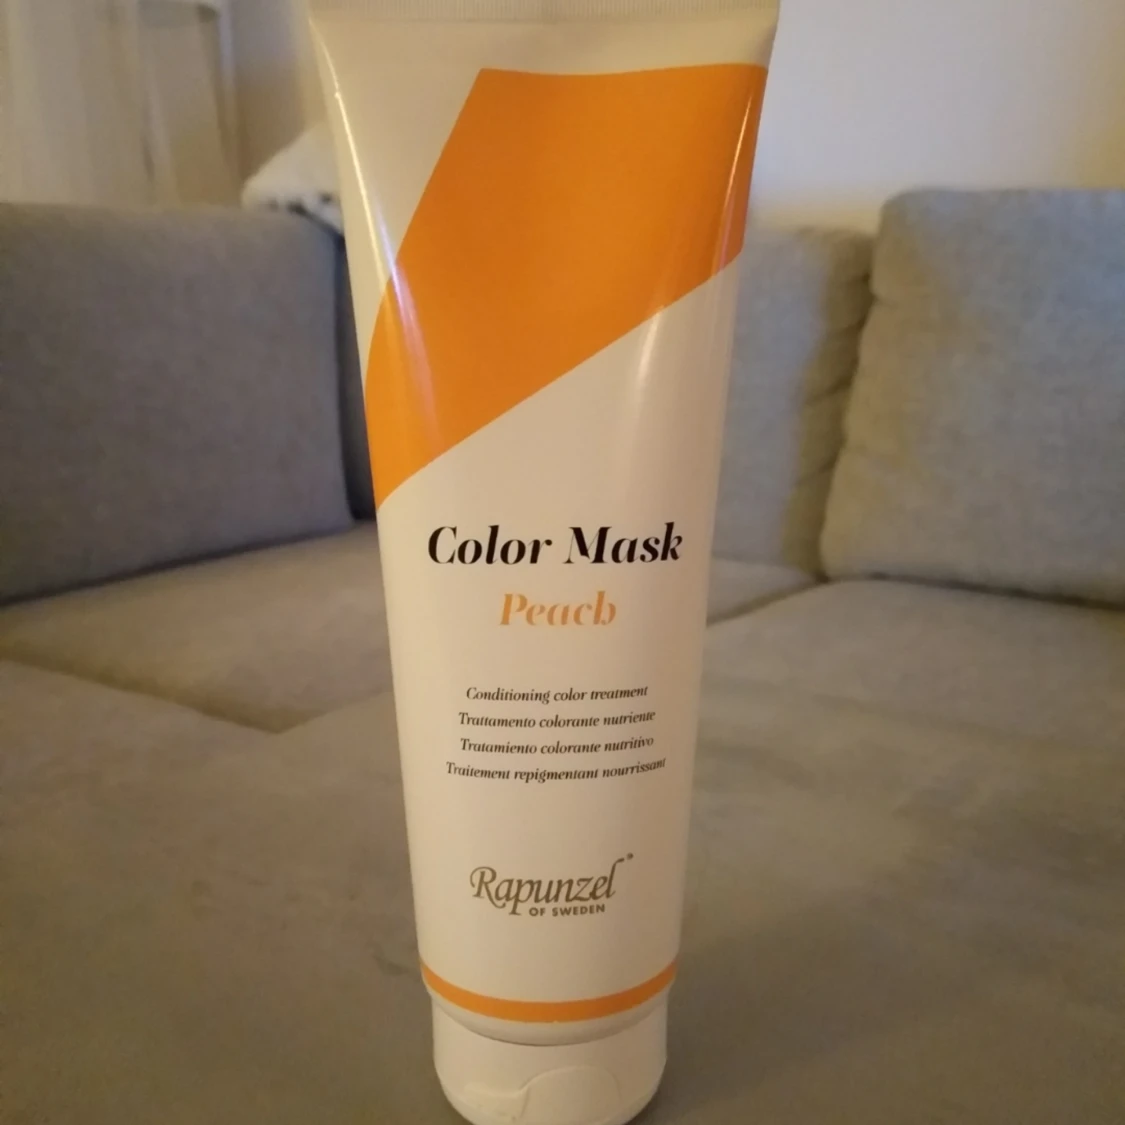 Color Mask
Peach
Conditioning color treatment
Trattamento colorante nutriente
Tratamiento colorante nutritivo
Traitement repigmentant nourrissant
Rapunzel®
OF SWEDEN